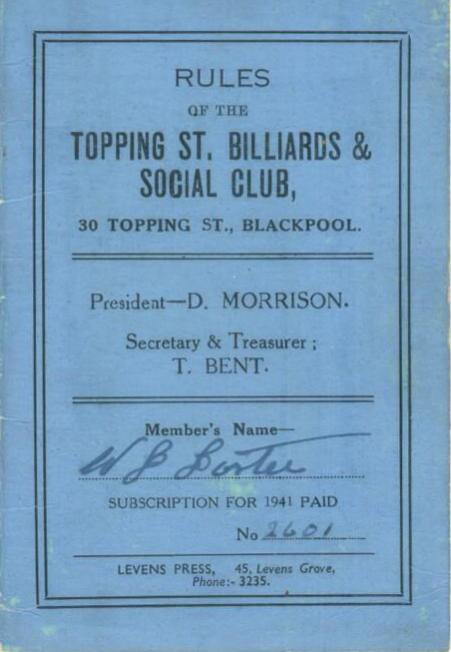 RULES
OF THE
TOPPING ST. BILLIARDS &
SOCIAL CLUB,
30 TOPPING ST., BLACKPOOL.
President—D. MORRISON.
Secretary & Treasurer ;
T. BENT.
Member's Name—
W
SUBSCRIPTION FOR 1941 PAID
No 2601
LEVENS PRESS, 45, Levens Grove,
Phone:- 3235.